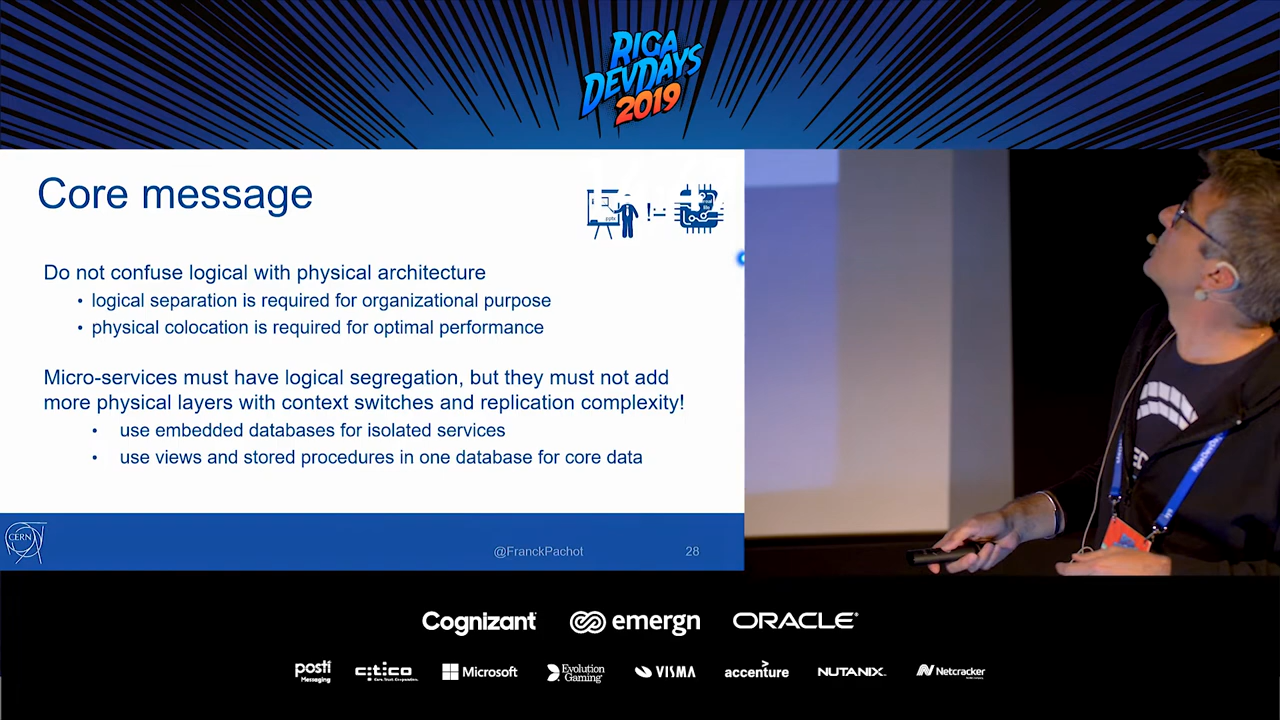 RIGA
DEVDAYS
2019
Core message
pptx
!=
real
life
Do not confuse logical with physical architecture
• logical separation is required for organizational purpose
• physical colocation is required for optimal performance
Micro-services must have logical segregation, but they must not add
more physical layers with context switches and replication complexity!
• use embedded databases for isolated services
• use views and stored procedures in one database for core data
CERN
@FranckPachot
28
Cognizant
emergn
ORACLE
posti
Messaging
citico
Microsoft
Evolution
Gaming
VISMA
accenture
NUTANIX
Netcracker